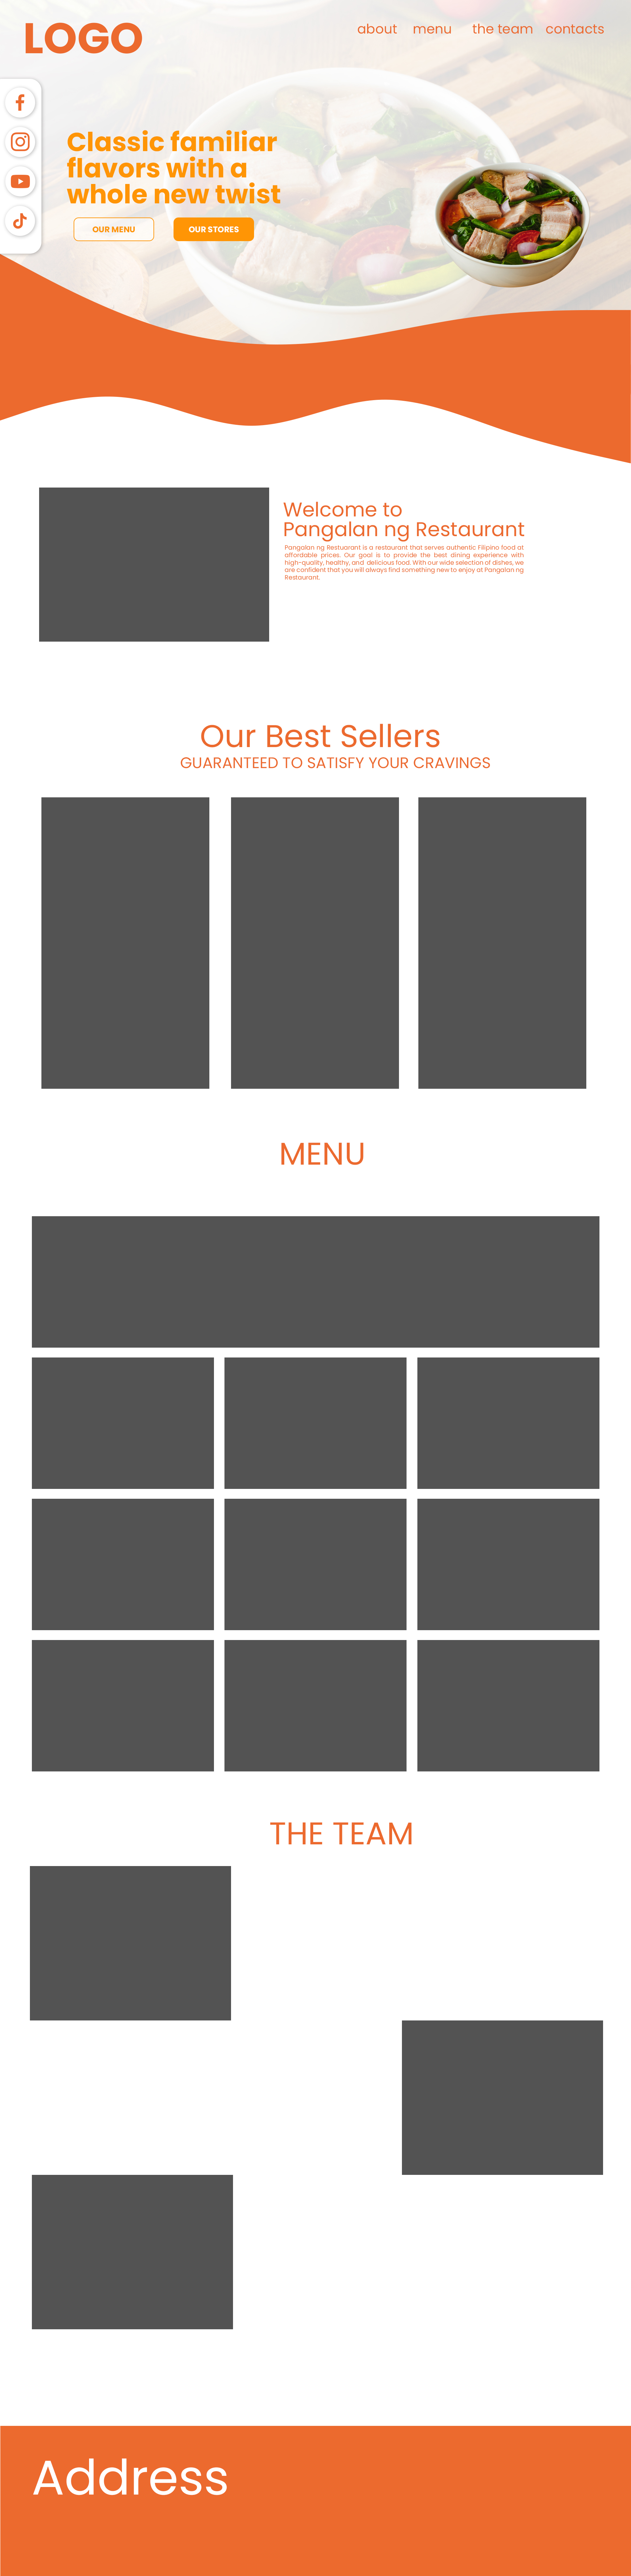 LOGO
about menu the team contacts
Classic familiar
flavors with a
whole new twist
OUR MENU OUR STORES
Welcome to
Pangalan ng Restaurant
Pangalan ng Restuarant is a restaurant that serves authentic Filipino food at
affordable prices. Our goal is to provide the best dining experience with
high-quality, healthy, and delicious food. With our wide selection of dishes, we
are confident that you will always find something new to enjoy at Pangalan ng
Restaurant.
Our Best Sellers
GUARANTEED TO SATISFY YOUR CRAVINGS
MENU
THE TEAM
Address